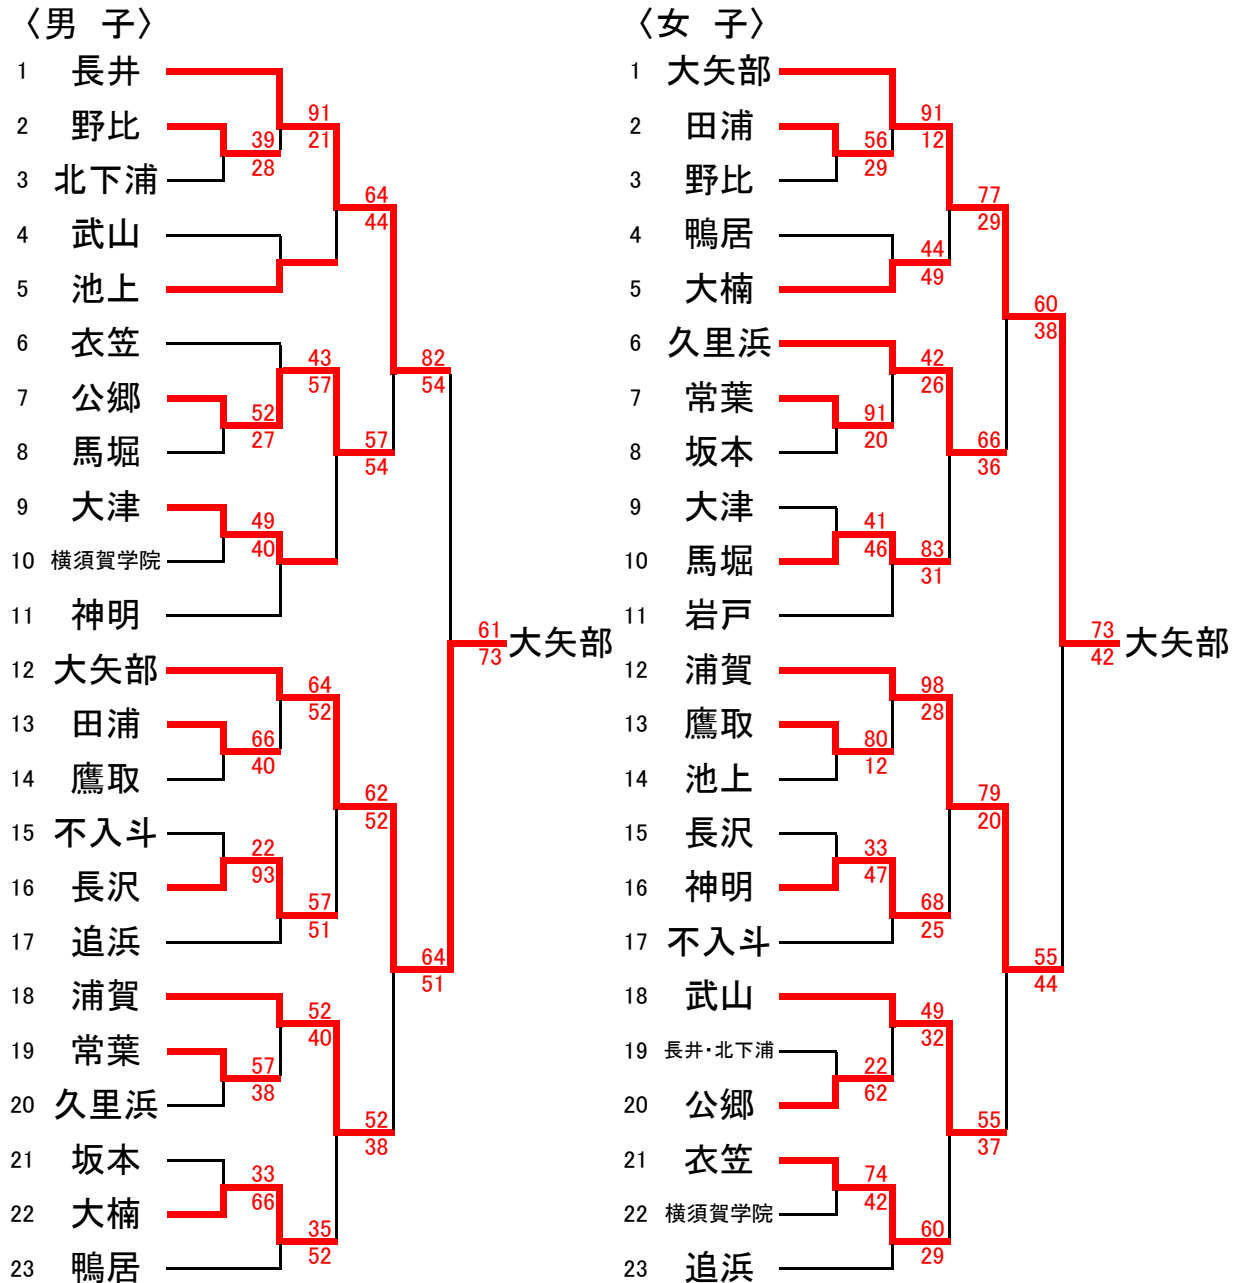 〈男 子〉
1 長井
2 野比
3 北下浦
4 武山
5 池上
6 衣笠
7 公郷
8 馬堀
9 大津
10 横須賀学院
11 神明
12 大矢部
13 田浦
14 鷹取
15 不入斗
16 長沢
17 追浜
18 浦賀
19 常葉
20 久里浜
21 坂本
22 大楠
23 鴨居
39
28
52
27
49
40
66
40
22
93
57
38
33
66
91
21
43
57
64
52
57
51
52
40
35
52
64
44
57
54
62
52
52
38
82
54
64
51
61
73
大矢部
〈女 子〉
1 大矢部
2 田浦
3 野比
4 鴨居
5 大楠
6 久里浜
7 常葉
8 坂本
9 大津
10 馬堀
11 岩戸
12 浦賀
13 鷹取
14 池上
15 長沢
16 神明
17 不入斗
18 武山
19 長井・北下浦
20 公郷
21 衣笠
22 横須賀学院
23 追浜
56
29
91
20
41
46
80
12
33
47
22
62
74
42
91
12
44
49
42
26
83
31
98
28
68
25
49
32
60
29
77
29
66
36
79
20
55
37
60
38
55
44
73
42
大矢部